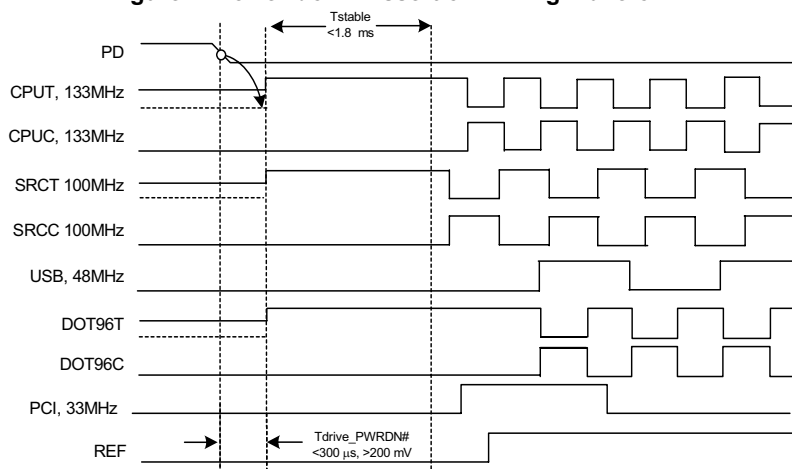 Tstable
<1.8 ms
PD
CPUT, 133MHz
CPUC, 133MHz
SRCT 100MHz
SRCC 100MHz
USB, 48MHz
DOT96T
DOT96C
PCI, 33MHz
Tdrive_PWRDN#
<300 µs, >200 mV
REF